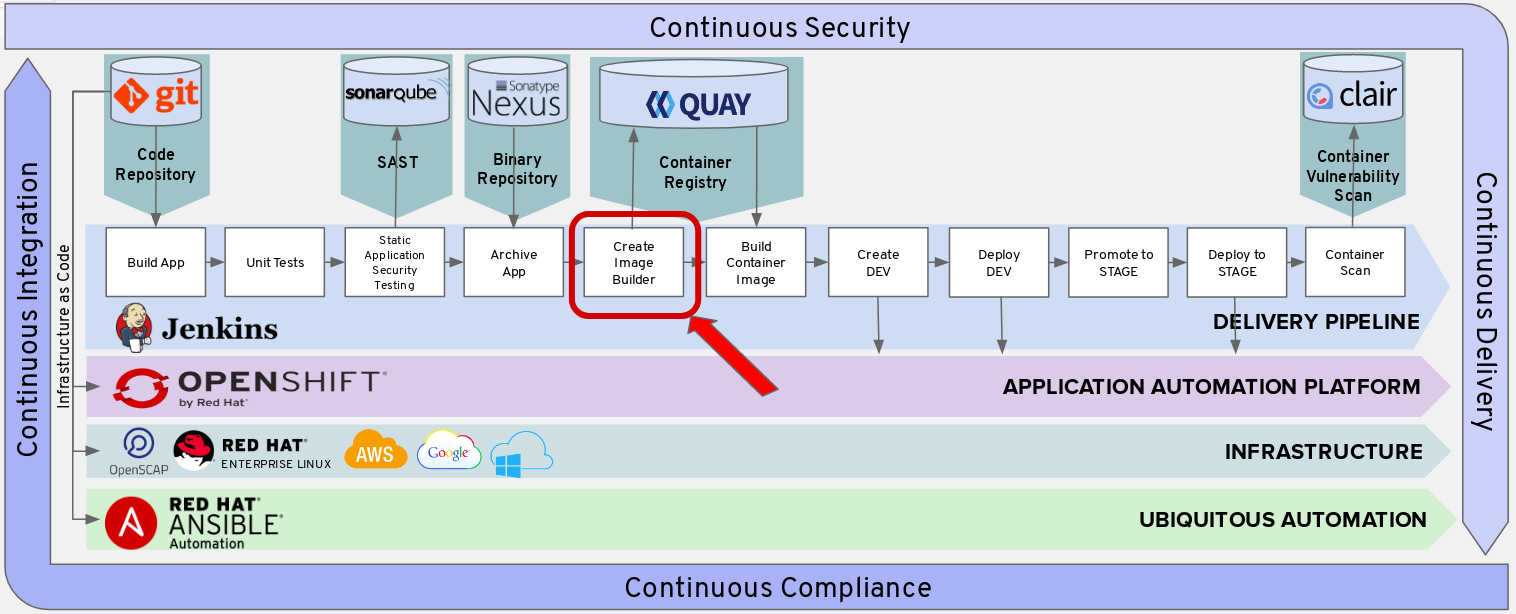 Continuous Security
Continuous Integration
Infrastructure as Code
git
Code
Repository
sonarqube
SAST
Sonatype
Nexus
Binary
Repository
QUAY
Container
Registry
clair
Container
Vulnerability
Scan
Build App
Unit Tests
Static
Application
Security
Testing
Archive
App
Create
Image
Builder
Build
Container
Image
Create
DEV
Deploy
DEV
Promote to
STAGE
Deploy to
STAGE
Container
Scan
Jenkins
DELIVERY PIPELINE
OPENSHIFT
by Red Hat
APPLICATION AUTOMATION PLATFORM
OpenSCAP
RED HAT
ENTERPRISE LINUX
AWS
Google
INFRASTRUCTURE
RED HAT
ANSIBLE
Automation
UBIQUITOUS AUTOMATION
Continuous Delivery
Continuous Compliance